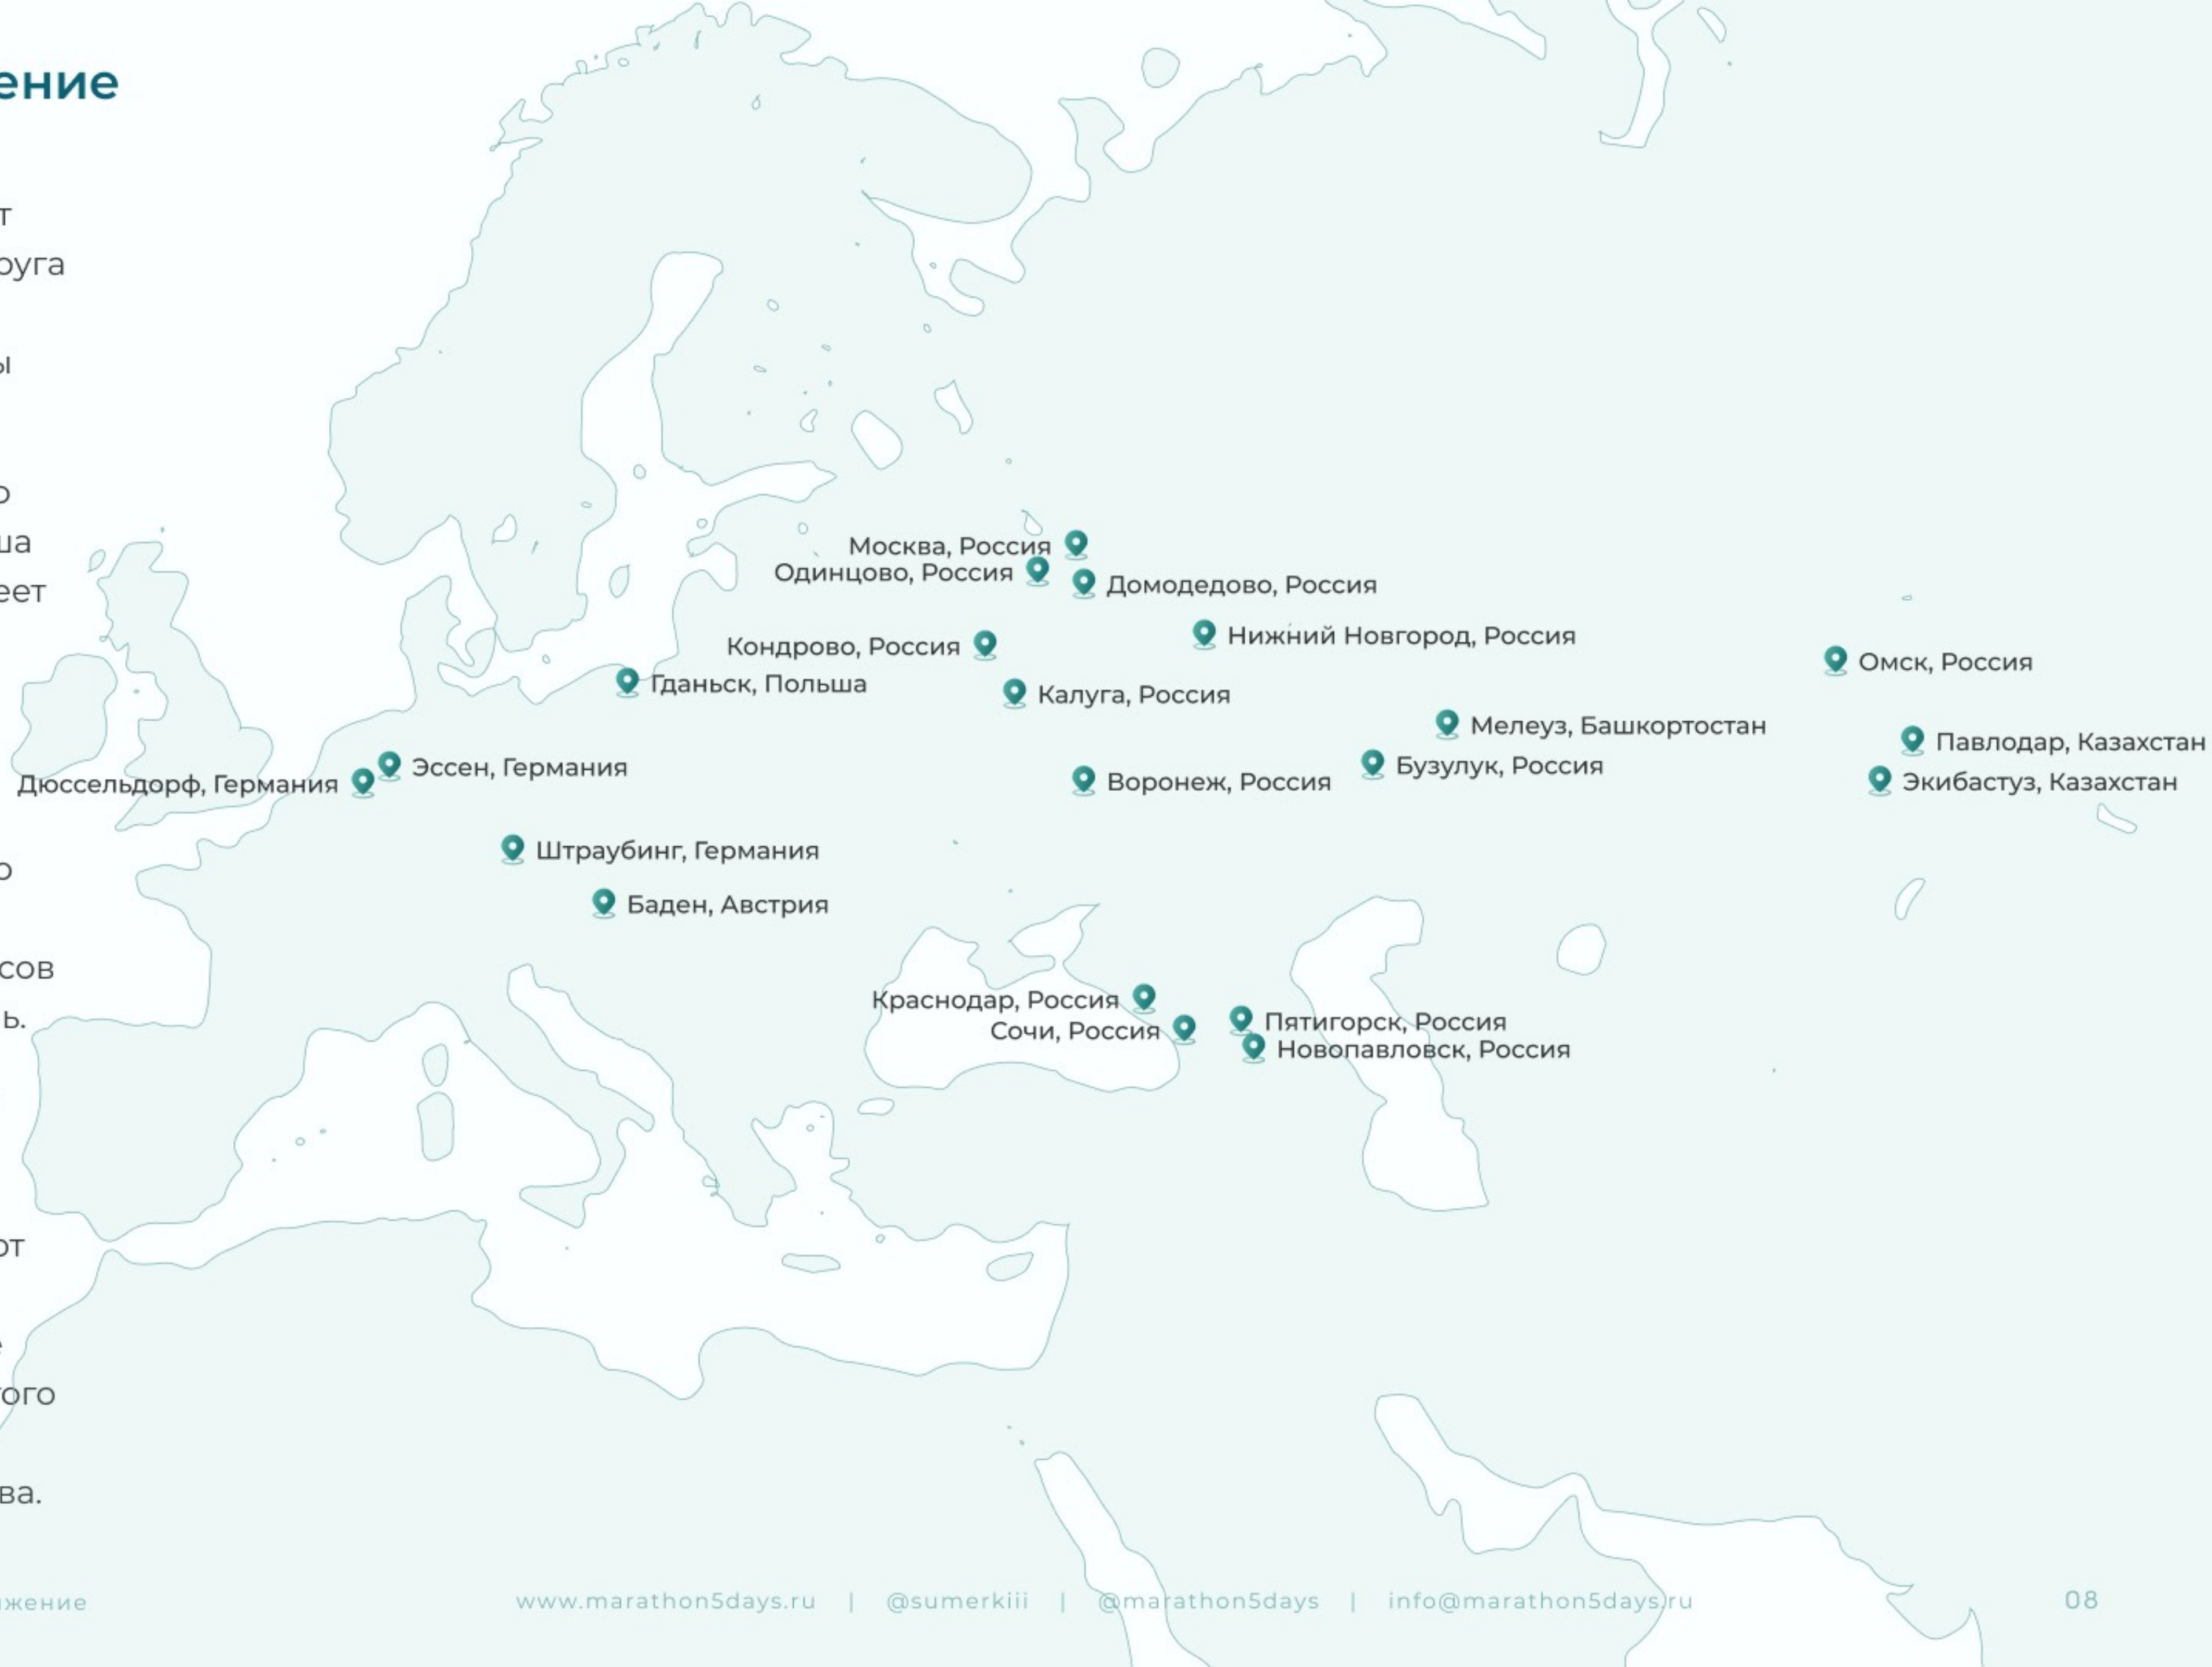 ение
т
руга
ы
о
ша
еет
о
сов
ь.
от
е
ого
ва.
Москва, Россия
Одинцово, Россия
Домодедово, Россия
Нижний Новгород, Россия
Кондрово, Россия
Омск, Россия
Гданьск, Польша
Калуга, Россия
Мелеуз, Башкортостан
Павлодар, Казахстан
Эссен, Германия
Бузулук, Россия
Дюссельдорф, Германия
Воронеж, Россия
Экибастуз, Казахстан
Штраубинг, Германия
Баден, Австрия
Краснодар, Россия
Сочи, Россия
Пятигорск, Россия
Новопавловск, Россия
жение
www.marathon5days.ru | @sumerkiii | @marathon5days | info@marathon5days.ru
08